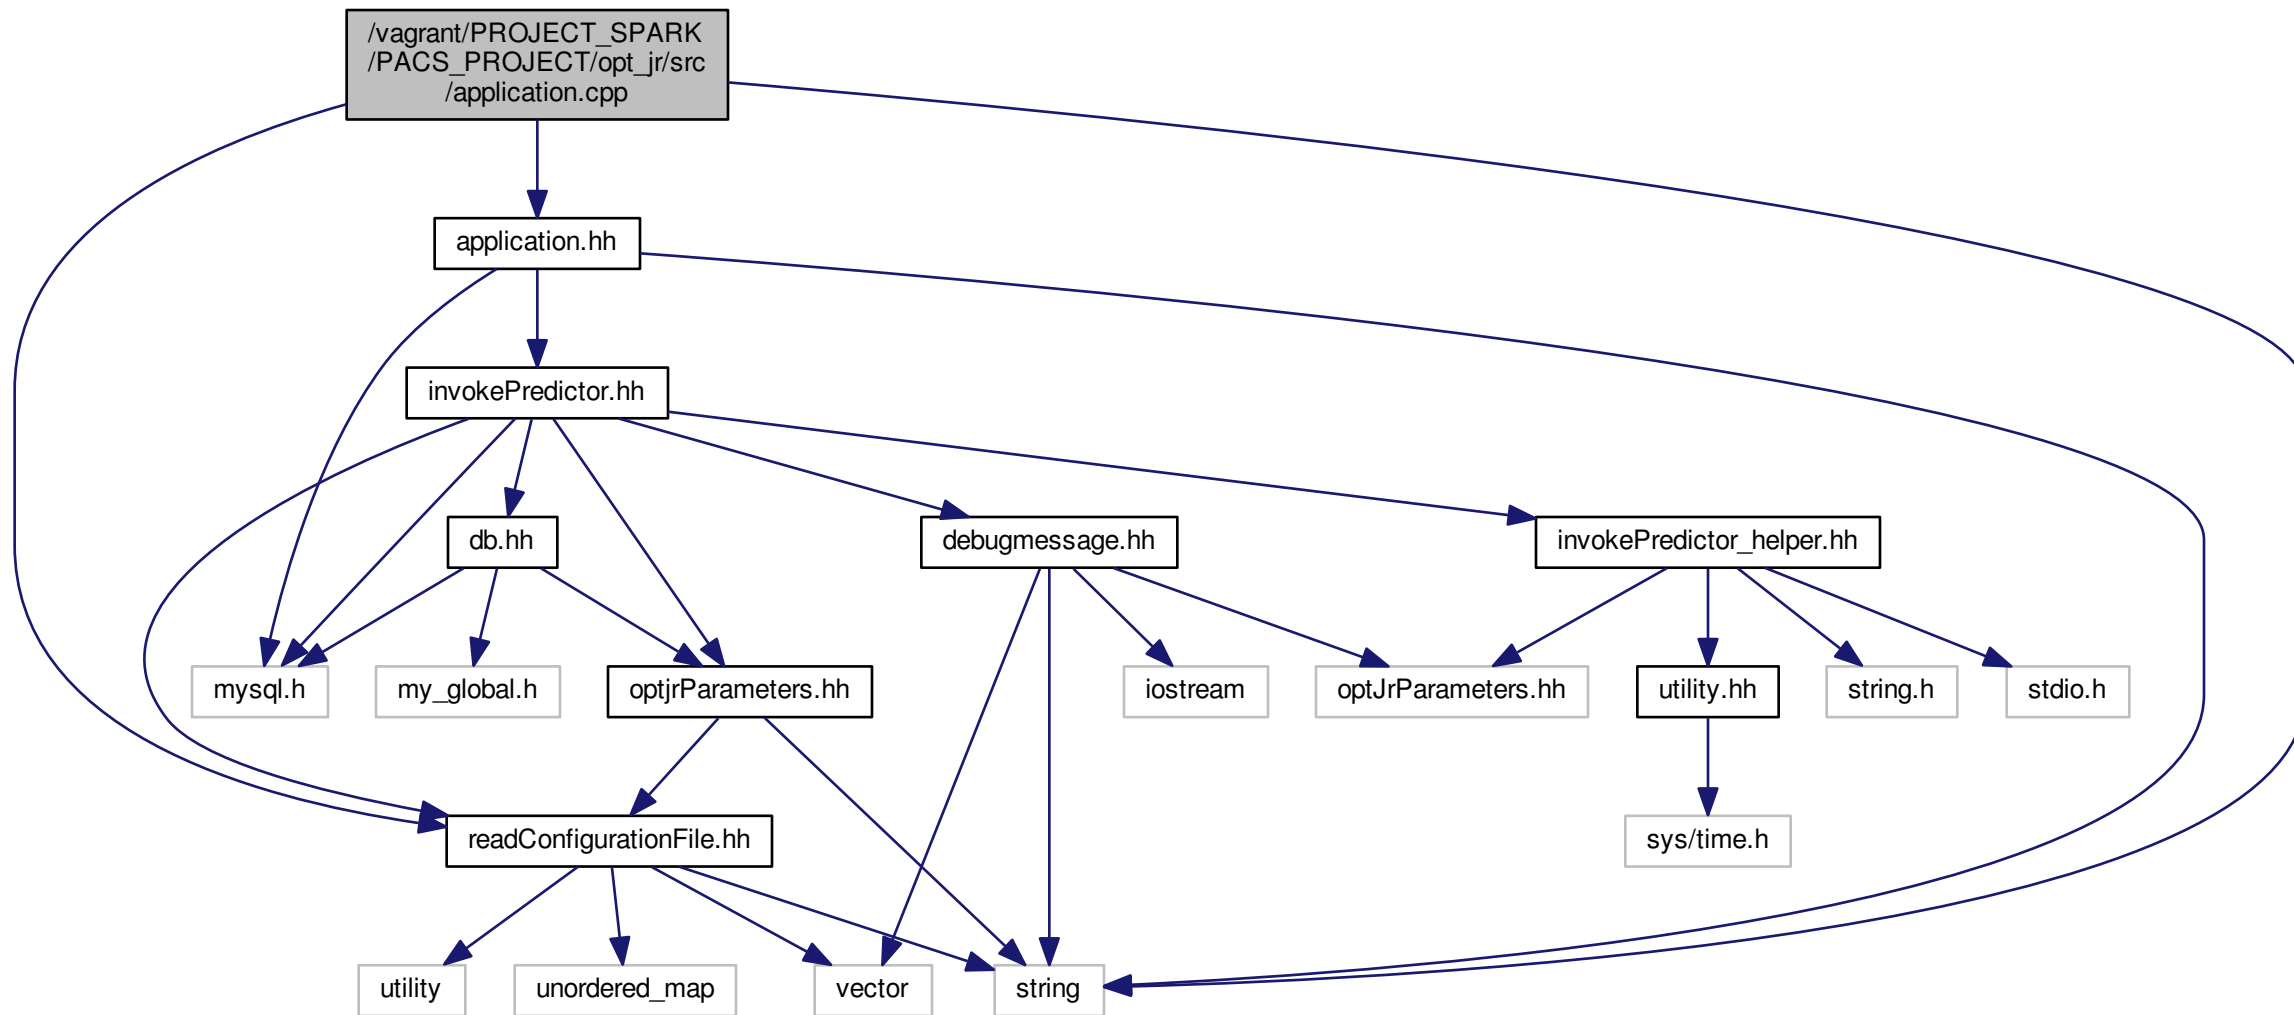 /vagrant/PROJECT_SPARK
/PACS_PROJECT/opt_jr/src
/application.cpp
application.hh
invokePredictor.hh
db.hh
debugmessage.hh
invokePredictor_helper.hh
mysql.h
my_global.h
optjrParameters.hh
iostream
optJrParameters.hh
utility.hh
string.h
stdio.h
readConfigurationFile.hh
sys/time.h
utility
unordered_map
vector
string